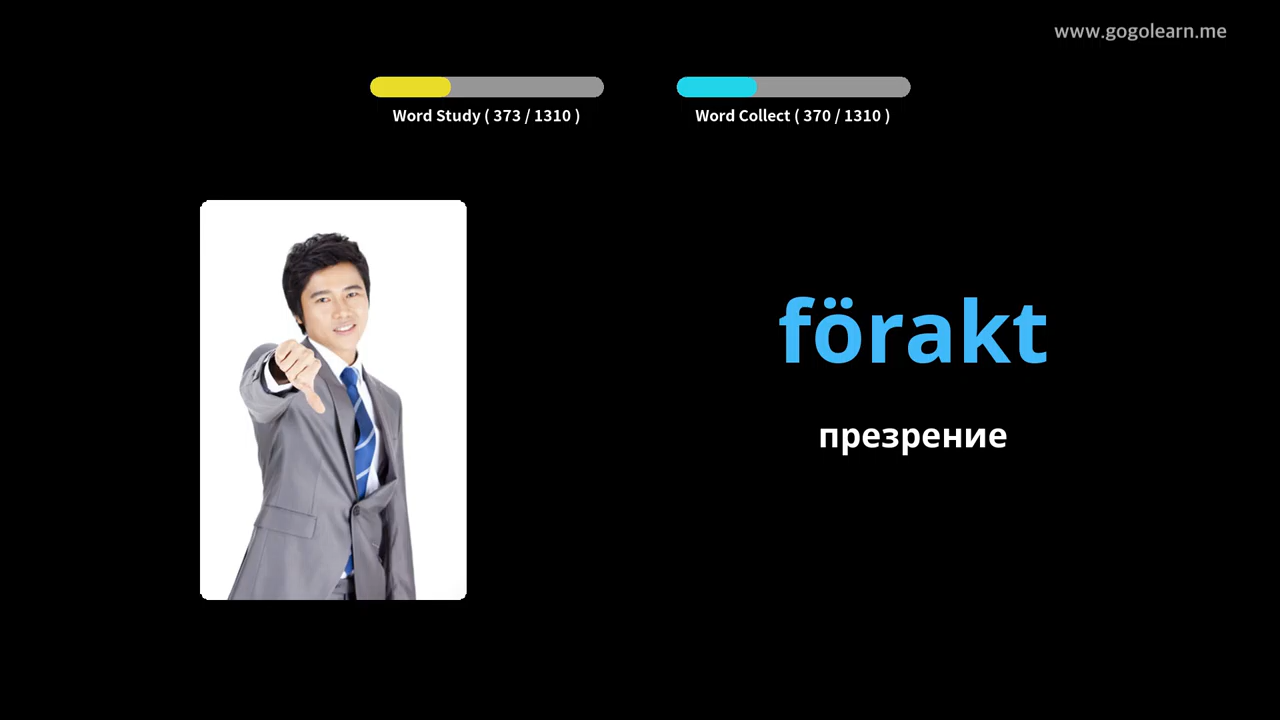 www.gogolearn.me
Word Study ( 373 / 1310 )
Word Collect ( 370 / 1310 )
förakt
презрение